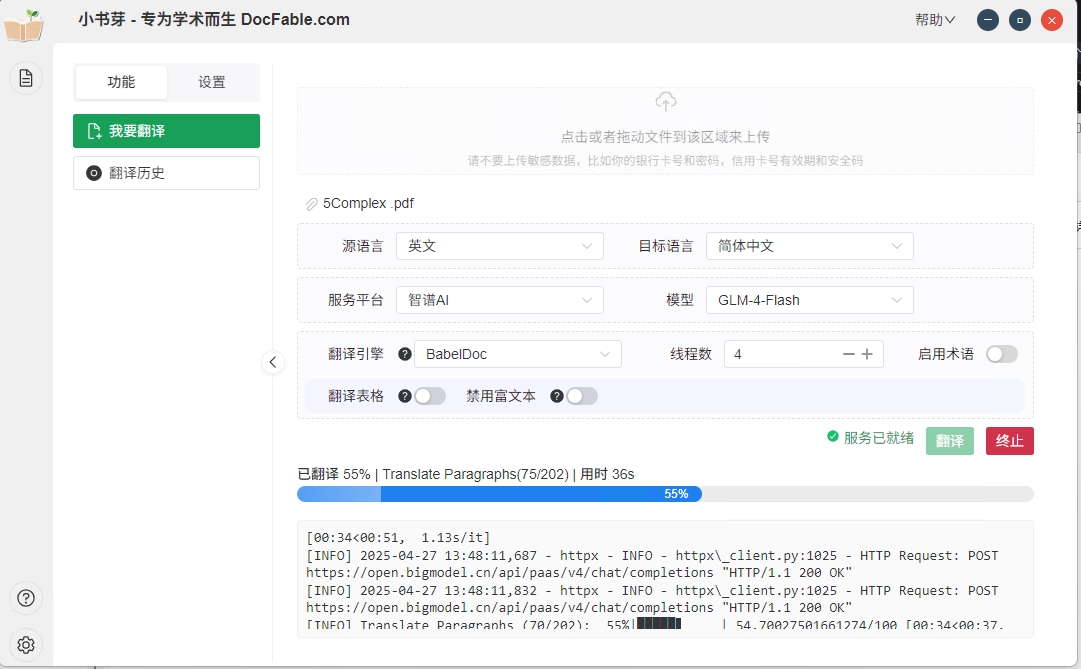 小书芽 - 专为学术而生 DocFable.com
帮助
功能 设置
我要翻译
翻译历史
点击或者拖动文件到该区域来上传
请不要上传敏感数据，比如你的银行卡号和密码，信用卡号有效期和安全码
5Complex .pdf
源语言 英文 目标语言 简体中文
服务平台 智谱AI 模型 GLM-4-Flash
翻译引擎 ? BabelDoc 线程数 4 启用术语
翻译表格 ? 禁用富文本 ?
服务已就绪 翻译 终止
已翻译 55% | Translate Paragraphs(75/202) | 用时 36s
55%
[00:34<00:51,  1.13s/it]
[INFO] 2025-04-27 13:48:11,687 - httpx - INFO - httpx\_client.py:1025 - HTTP Request: POST
https://open.bigmodel.cn/api/paas/v4/chat/completions "HTTP/1.1 200 OK"
[INFO] 2025-04-27 13:48:11,832 - httpx - INFO - httpx\_client.py:1025 - HTTP Request: POST
https://open.bigmodel.cn/api/paas/v4/chat/completions "HTTP/1.1 200 OK"
[INFO] Translate Paragraphs (70/202):  55%|█████▌    | 54.70027501661274/100 [00:34<00:37,